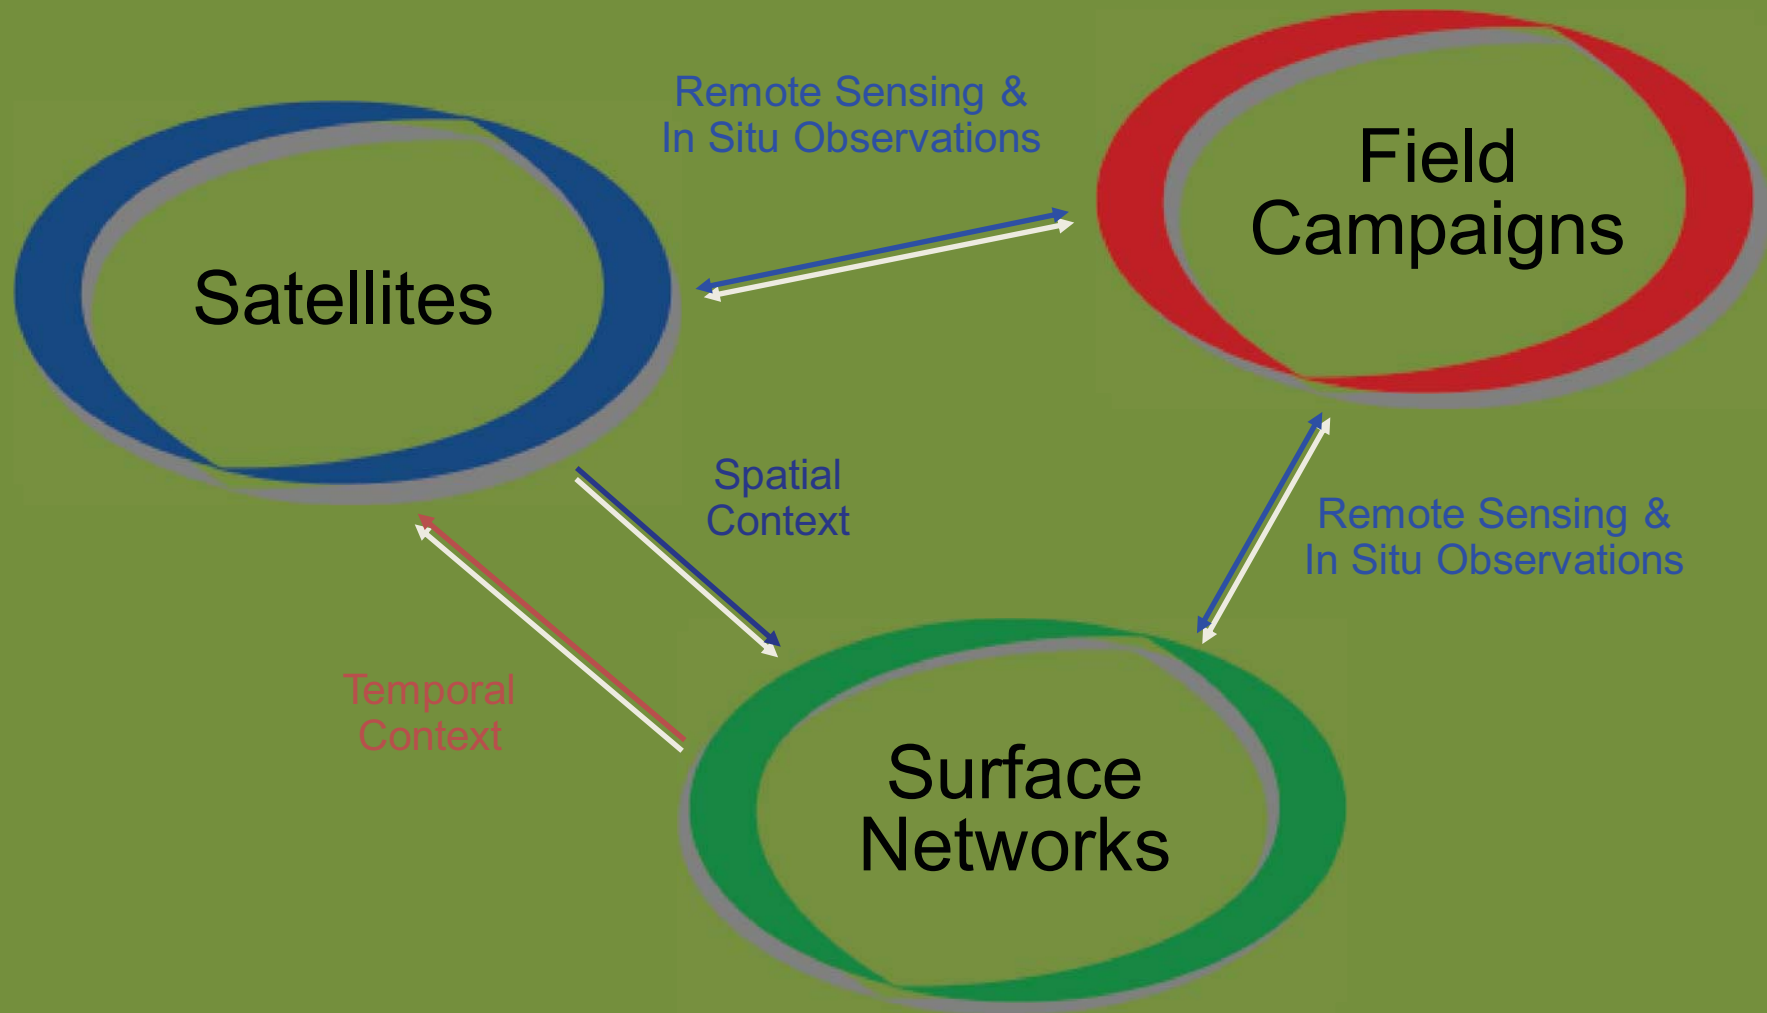 Remote Sensing &
In Situ Observations
Field
Campaigns
Satellites
Spatial
Context
Remote Sensing &
In Situ Observations
Temporal
Context
Surface
Networks